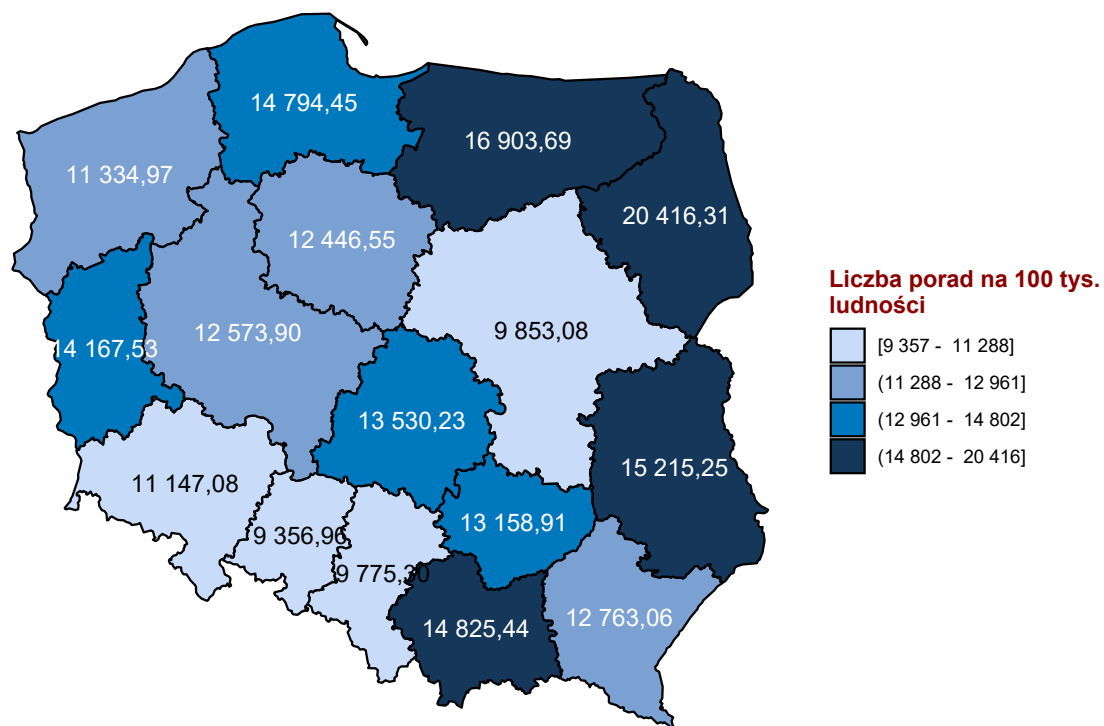 14 794,45
16 903,69
11 334,97
20 416,31
12 446,55
Liczba porad na 100 tys.
ludności
9 853,08
12 573,90
[9 357 - 11 288]
14 167,53
(11 288 - 12 961]
13 530,23
(12 961 - 14 802]
15 215,25
(14 802 - 20 416]
11 147,08
13 158,91
9 356,96
9 775,30
12 763,06
14 825,44